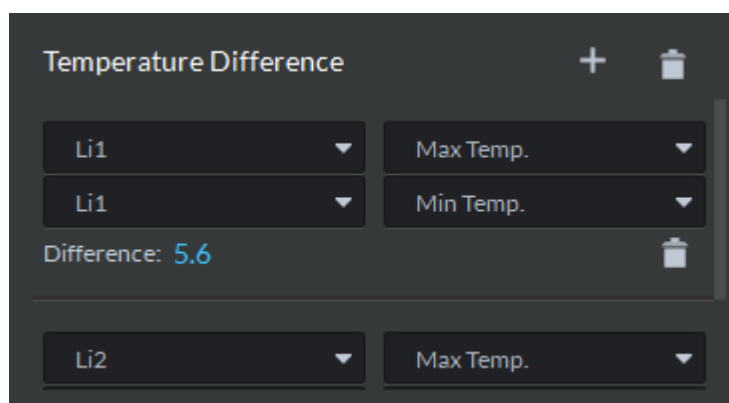 Temperature Difference
Li1 Max Temp.
Li1 Min Temp.
Difference: 5.6
Li2 Max Temp.